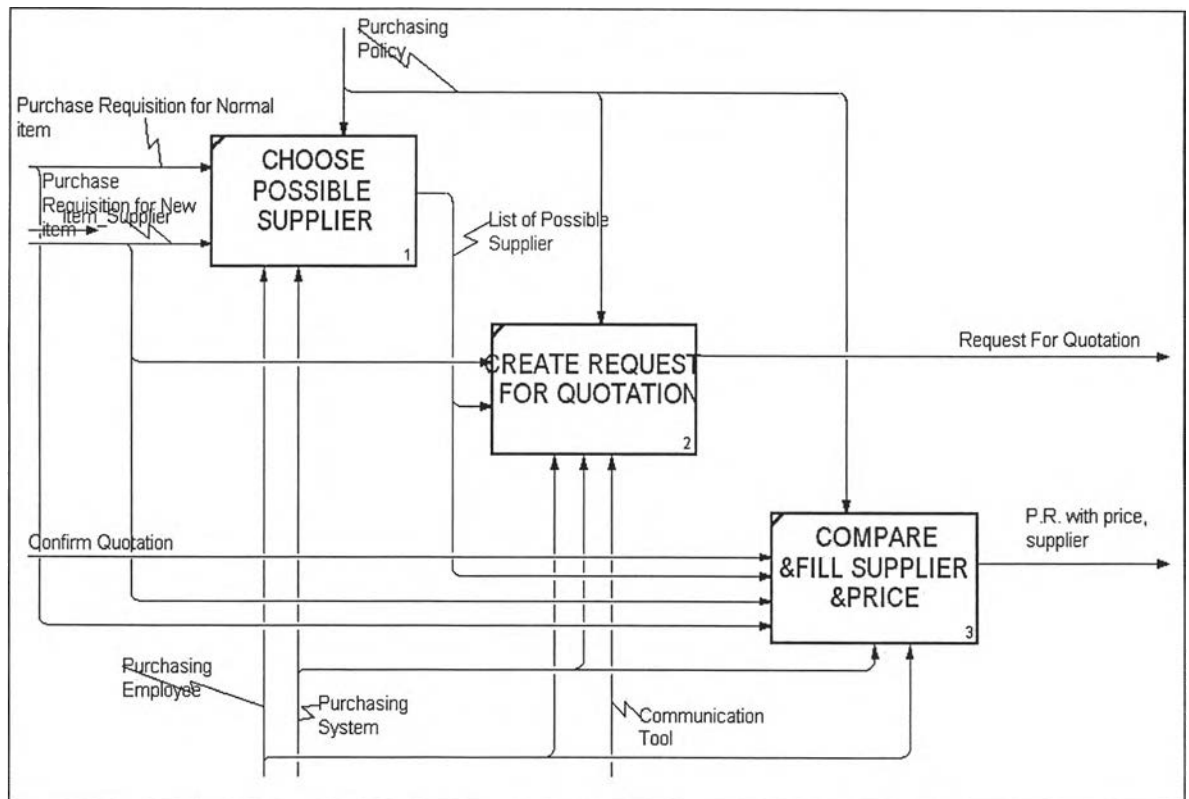 Purchasing
Policy
Purchase Requisition for Normal
item
CHOOSE
POSSIBLE
SUPPLIER
1
Purchase
Requisition for New
item
Item_Supplier
List of Possible
Supplier
CREATE REQUEST
FOR QUOTATION
2
Request For Quotation
Confirm Quotation
COMPARE
&FILL SUPPLIER
&PRICE
3
P.R. with price,
supplier
Purchasing
Employee
Purchasing
System
Communication
Tool